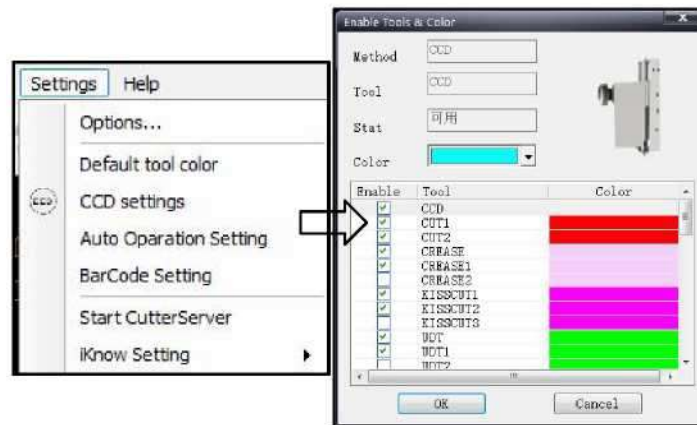 Settings Help
Options...
Default tool color
CCD settings
CCD
Auto Oparation Setting
BarCode Setting
Start CutterServer
iKnow Setting
Enable Tools & Color
Method CCD
Tool CCD
Stat 可用
Color
Enable Tool Color
CCD
CUT1
CUT2
CREASE
CREASE1
CREASE2
KISSCUT1
KISSCUT2
KISSCUT3
UDT
UDT1
UDT2
OK Cancel